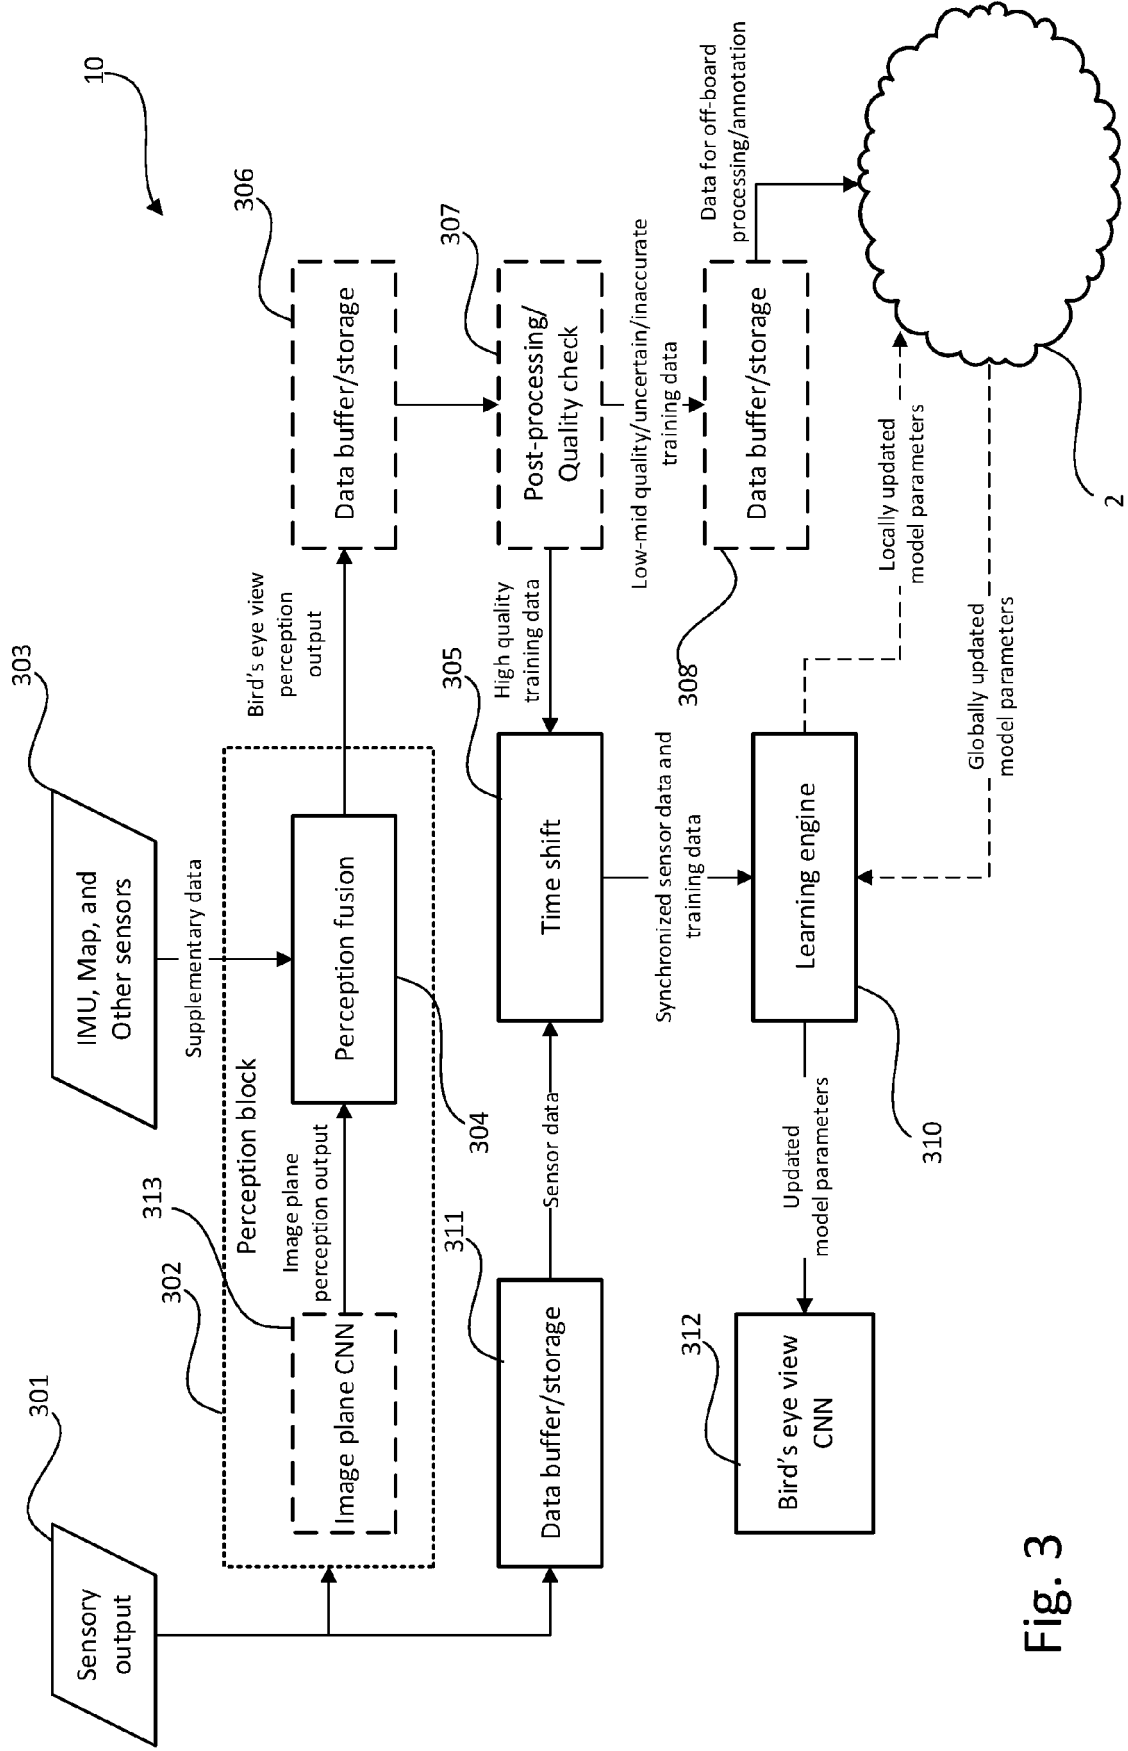 10
301
Sensory
output
303
IMU, Map, and
Other sensors
Supplementary data
302
313
Perception block
Image plane CNN
Image plane
perception output
Perception fusion
304
Bird's eye view
perception
output
306
Data buffer/storage
311
Data buffer/storage
Sensor data
305
Time shift
High quality
training data
307
Post-processing/
Quality check
Low-mid quality/uncertain/inaccurate
training data
Synchronized sensor data and
training data
308
Data buffer/storage
Data for off-board
processing/annotation
312
Bird's eye view
CNN
Updated
model parameters
310
Learning engine
Locally updated
model parameters
Globally updated
model parameters
2
Fig. 3